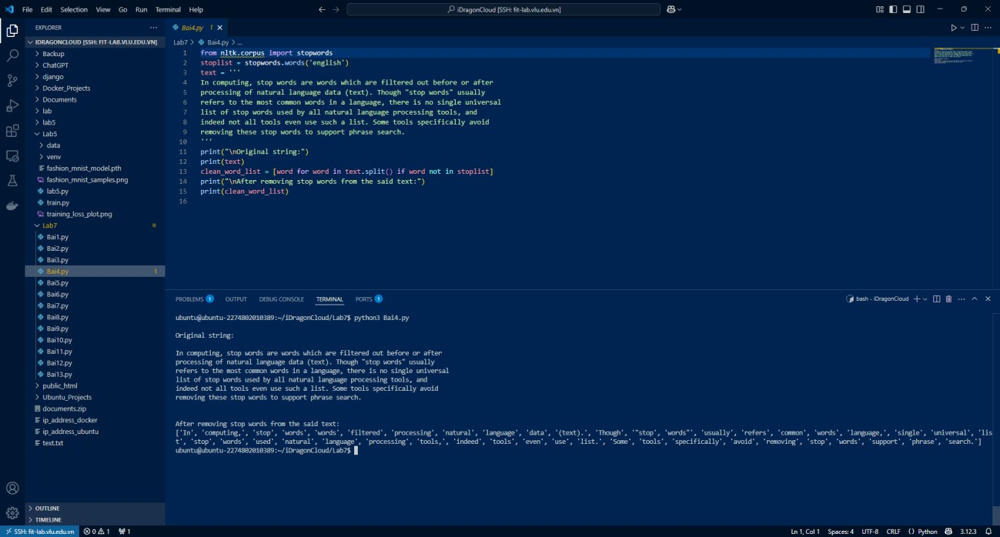 File Edit Selection View Go Run Terminal Help
iDragonCloud [SSH: fit-lab.vlu.edu.vn]
EXPLORER
IDRAGONCLOUD [SSH: FIT-LAB.VLU.EDU.VN]
Backup
ChatGPT
django
Docker_Projects
Documents
lab
lab5
Lab5
data
venv
fashion_mnist_model.pth
fashion_mnist_samples.png
lab5.py
train.py
training_loss_plot.png
Lab7
Bai1.py
Bai2.py
Bai3.py
Bai4.py 1
Bai5.py
Bai6.py
Bai7.py
Bai8.py
Bai9.py
Bai10.py
Bai11.py
Bai12.py
Bai13.py
public_html
Ubuntu_Projects
documents.zip
ip_address_docker
ip_address_ubuntu
text.txt
OUTLINE
TIMELINE
Bai4.py 1
Lab7 > Bai4.py > ...
1 from nltk.corpus import stopwords
2 stoplist = stopwords.words('english')
3 text = '''
4 In computing, stop words are words which are filtered out before or after
5 processing of natural language data (text). Though "stop words" usually
6 refers to the most common words in a language, there is no single universal
7 list of stop words used by all natural language processing tools, and
8 indeed not all tools even use such a list. Some tools specifically avoid
9 removing these stop words to support phrase search.
10 '''
11 print("\nOriginal string:")
12 print(text)
13 clean_word_list = [word for word in text.split() if word not in stoplist]
14 print("\nAfter removing stop words from the said text:")
15 print(clean_word_list)
16
PROBLEMS 1 OUTPUT DEBUG CONSOLE TERMINAL PORTS 1
bash - iDragonCloud
ubuntu@ubuntu-2274802010389:~/iDragonCloud/Lab7$ python3 Bai4.py
Original string:
In computing, stop words are words which are filtered out before or after
processing of natural language data (text). Though "stop words" usually
refers to the most common words in a language, there is no single universal
list of stop words used by all natural language processing tools, and
indeed not all tools even use such a list. Some tools specifically avoid
removing these stop words to support phrase search.
After removing stop words from the said text:
['In', 'computing,', 'stop', 'words', 'words', 'filtered', 'processing', 'natural', 'language', 'data', '(text).', 'Though', '"stop', 'words"', 'usually', 'refers', 'common', 'words', 'language,', 'single', 'universal', 'lis
t', 'stop', 'words', 'used', 'natural', 'language', 'processing', 'tools,', 'indeed', 'tools', 'even', 'use', 'list.', 'Some', 'tools', 'specifically', 'avoid', 'removing', 'stop', 'words', 'support', 'phrase', 'search.']
ubuntu@ubuntu-2274802010389:~/iDragonCloud/Lab7$
SSH: fit-lab.vlu.edu.vn 0 1 1
Ln 1, Col 1 Spaces: 4 UTF-8 CRLF {} Python 3.12.3